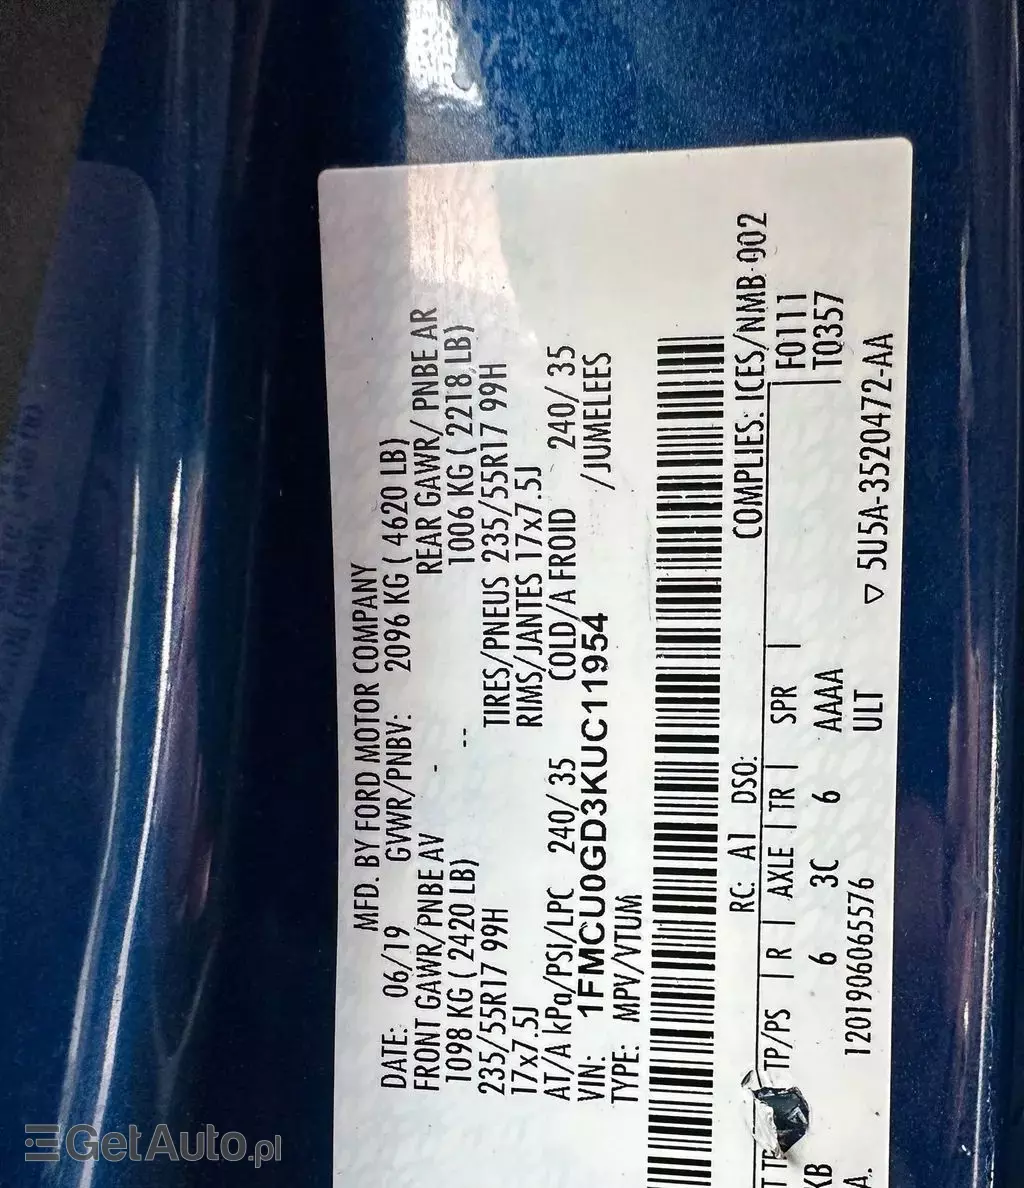 MFD. BY FORD MOTOR COMPANY
DATE: 06/19 GVWR/PNBV: 2096 KG ( 4620 LB)
FRONT GAWR/PNBE AV - REAR GAWR/ PNBE AR
1098 KG ( 2420 LB) -- 1006 KG ( 2218 LB)
235/55R17 99H TIRES/PNEUS 235/55R17 99H
17x7.5J RIMS/JANTES 17x7.5J
AT/A kPa/PSI/LPC 240/ 35 COLD/A FROID 240/ 35
VIN: 1FMCU0GD3KUC11954 /JUMELEES
TYPE: MPV/VTUM
RC: A1 DSO: COMPLIES: ICES/NMB-002
TP/PS R AXLE TR SPR F0111
KB 6 3C 6 AAAA T0357
A. 1201906065576 ULT ▽ 5U5A-3520472-AA
GetAuto.pl